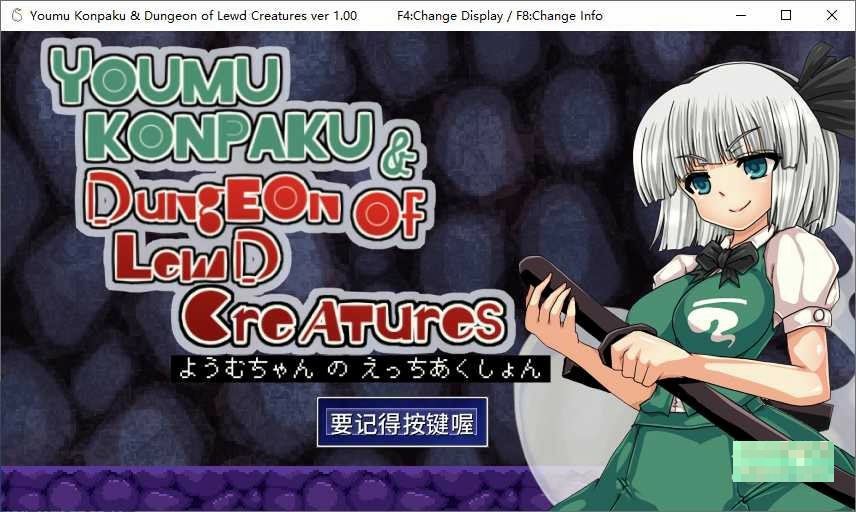 Youmu Konpaku & Dungeon of Lewd Creatures ver 1.00 F4:Change Display / F8:Change Info
YOUMU
KONPAKU &
DungEOn Of
LewD
CreATures
ようむちゃん の えっちあくしょん
要记得按键喔